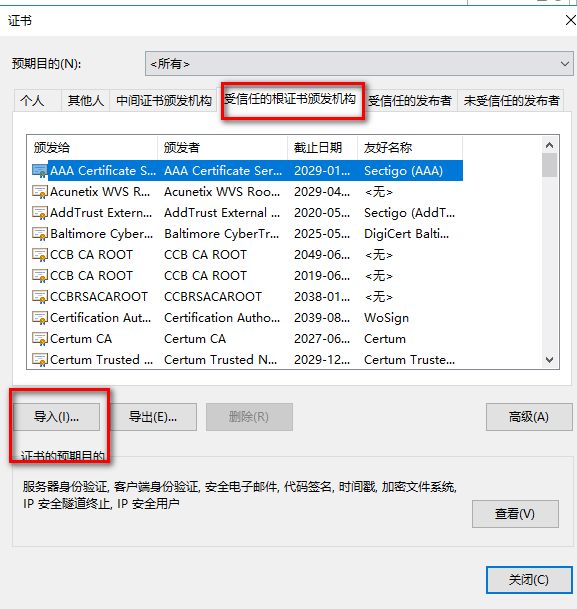 证书
预期目的(N): <所有>
个人 其他人 中间证书颁发机构 受信任的根证书颁发机构 受信任的发布者 未受信任的发布者
颁发给 颁发者 截止日期 友好名称
AAA Certificate S... AAA Certificate Ser... 2029-01... Sectigo (AAA)
Acunetix WVS R... Acunetix WVS Roo... 2029-04... <无>
AddTrust Extern... AddTrust External ... 2020-05... Sectigo (AddT...
Baltimore Cyber... Baltimore CyberTr... 2025-05... DigiCert Balti...
CCB CA ROOT CCB CA ROOT 2049-06... <无>
CCB CA ROOT CCB CA ROOT 2019-06... <无>
CCBRSACAROOT CCBRSACAROOT 2038-01... <无>
Certification Aut... Certification Autho... 2039-08... WoSign
Certum CA Certum CA 2027-06... Certum
Certum Trusted ... Certum Trusted N... 2029-12... Certum Truste...
导入(I)... 导出(E)... 删除(R) 高级(A)
证书的预期目的
服务器身份验证, 客户端身份验证, 安全电子邮件, 代码签名, 时间戳, 加密文件系统,
IP 安全隧道终止, IP 安全用户
查看(V)
关闭(C)